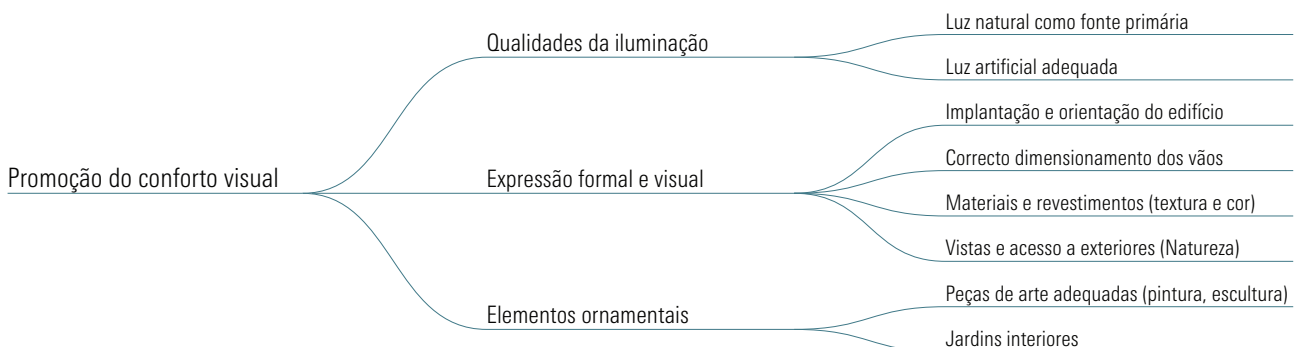 Promoção do conforto visual
Qualidades da iluminação
Luz natural como fonte primária
Luz artificial adequada
Expressão formal e visual
Implantação e orientação do edifício
Correcto dimensionamento dos vãos
Materiais e revestimentos (textura e cor)
Vistas e acesso a exteriores (Natureza)
Elementos ornamentais
Peças de arte adequadas (pintura, escultura)
Jardins interiores